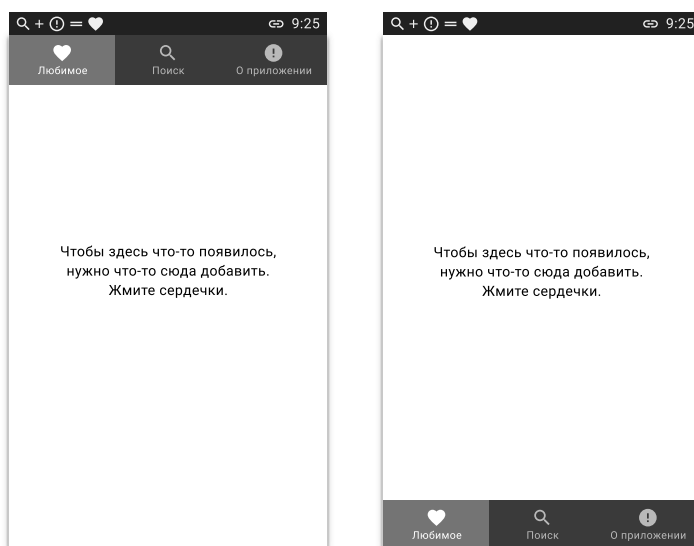 9:25
Любимое Поиск О приложении
Чтобы здесь что-то появилось,
нужно что-то сюда добавить.
Жмите сердечки.
9:25
Чтобы здесь что-то появилось,
нужно что-то сюда добавить.
Жмите сердечки.
Любимое Поиск О приложении